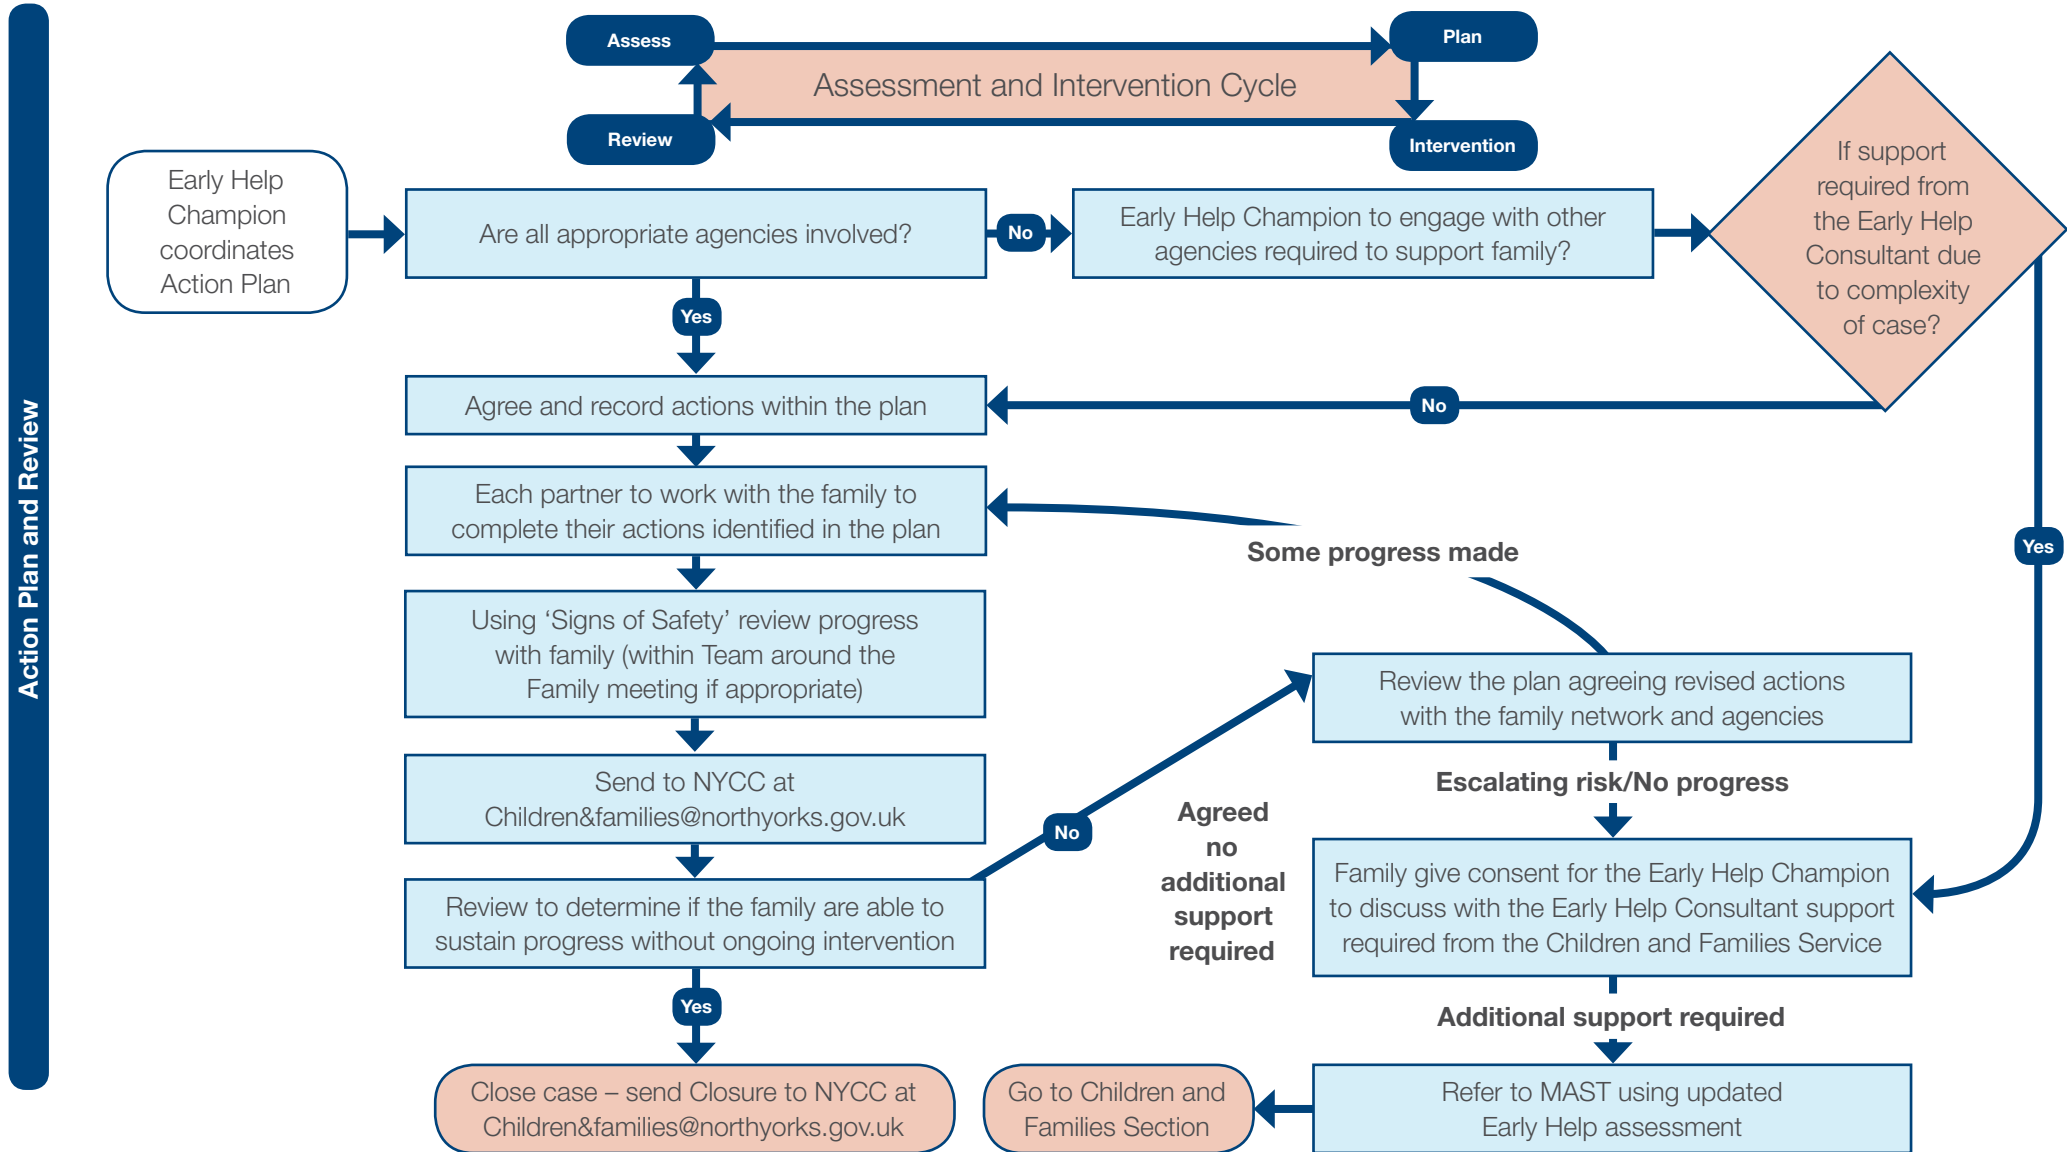 Action Plan and Review
Assess
Plan
Assessment and Intervention Cycle
Review
Intervention
Early Help
Champion
coordinates
Action Plan
Are all appropriate agencies involved?
No
Early Help Champion to engage with other
agencies required to support family?
If support
required from
the Early Help
Consultant due
to complexity
of case?
Yes
Agree and record actions within the plan
No
Each partner to work with the family to
complete their actions identified in the plan
Some progress made
Yes
Using ‘Signs of Safety’ review progress
with family (within Team around the
Family meeting if appropriate)
Review the plan agreeing revised actions
with the family network and agencies
Send to NYCC at
Children&families@northyorks.gov.uk
Escalating risk/No progress
No
Agreed
no
additional
support
required
Review to determine if the family are able to
sustain progress without ongoing intervention
Family give consent for the Early Help Champion
to discuss with the Early Help Consultant support
required from the Children and Families Service
Yes
Additional support required
Close case – send Closure to NYCC at
Children&families@northyorks.gov.uk
Go to Children and
Families Section
Refer to MAST using updated
Early Help assessment